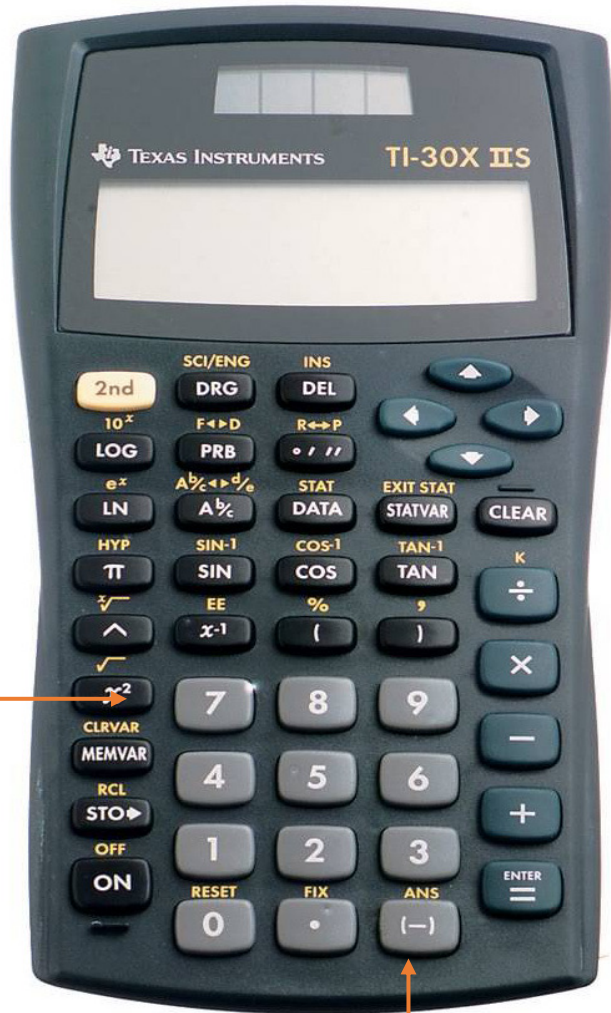 TEXAS INSTRUMENTS TI-30X IIS
SCI/ENG INS
2nd DRG DEL
10ˣ F◄►D R↔P
LOG PRB ° ′ ″
eˣ Aᵇ/c◄►ᵈ/e STAT EXIT STAT
LN Aᵇ/c DATA STATVAR CLEAR
HYP SIN-1 COS-1 TAN-1 K
π SIN COS TAN ÷
ˣ√ EE % ,
^ x-1 ( ) ×
√
x² 7 8 9 −
CLRVAR
MEMVAR 4 5 6
RCL
STO► 1 2 3 +
OFF
ON
RESET FIX ANS ENTER
0 . (−) =